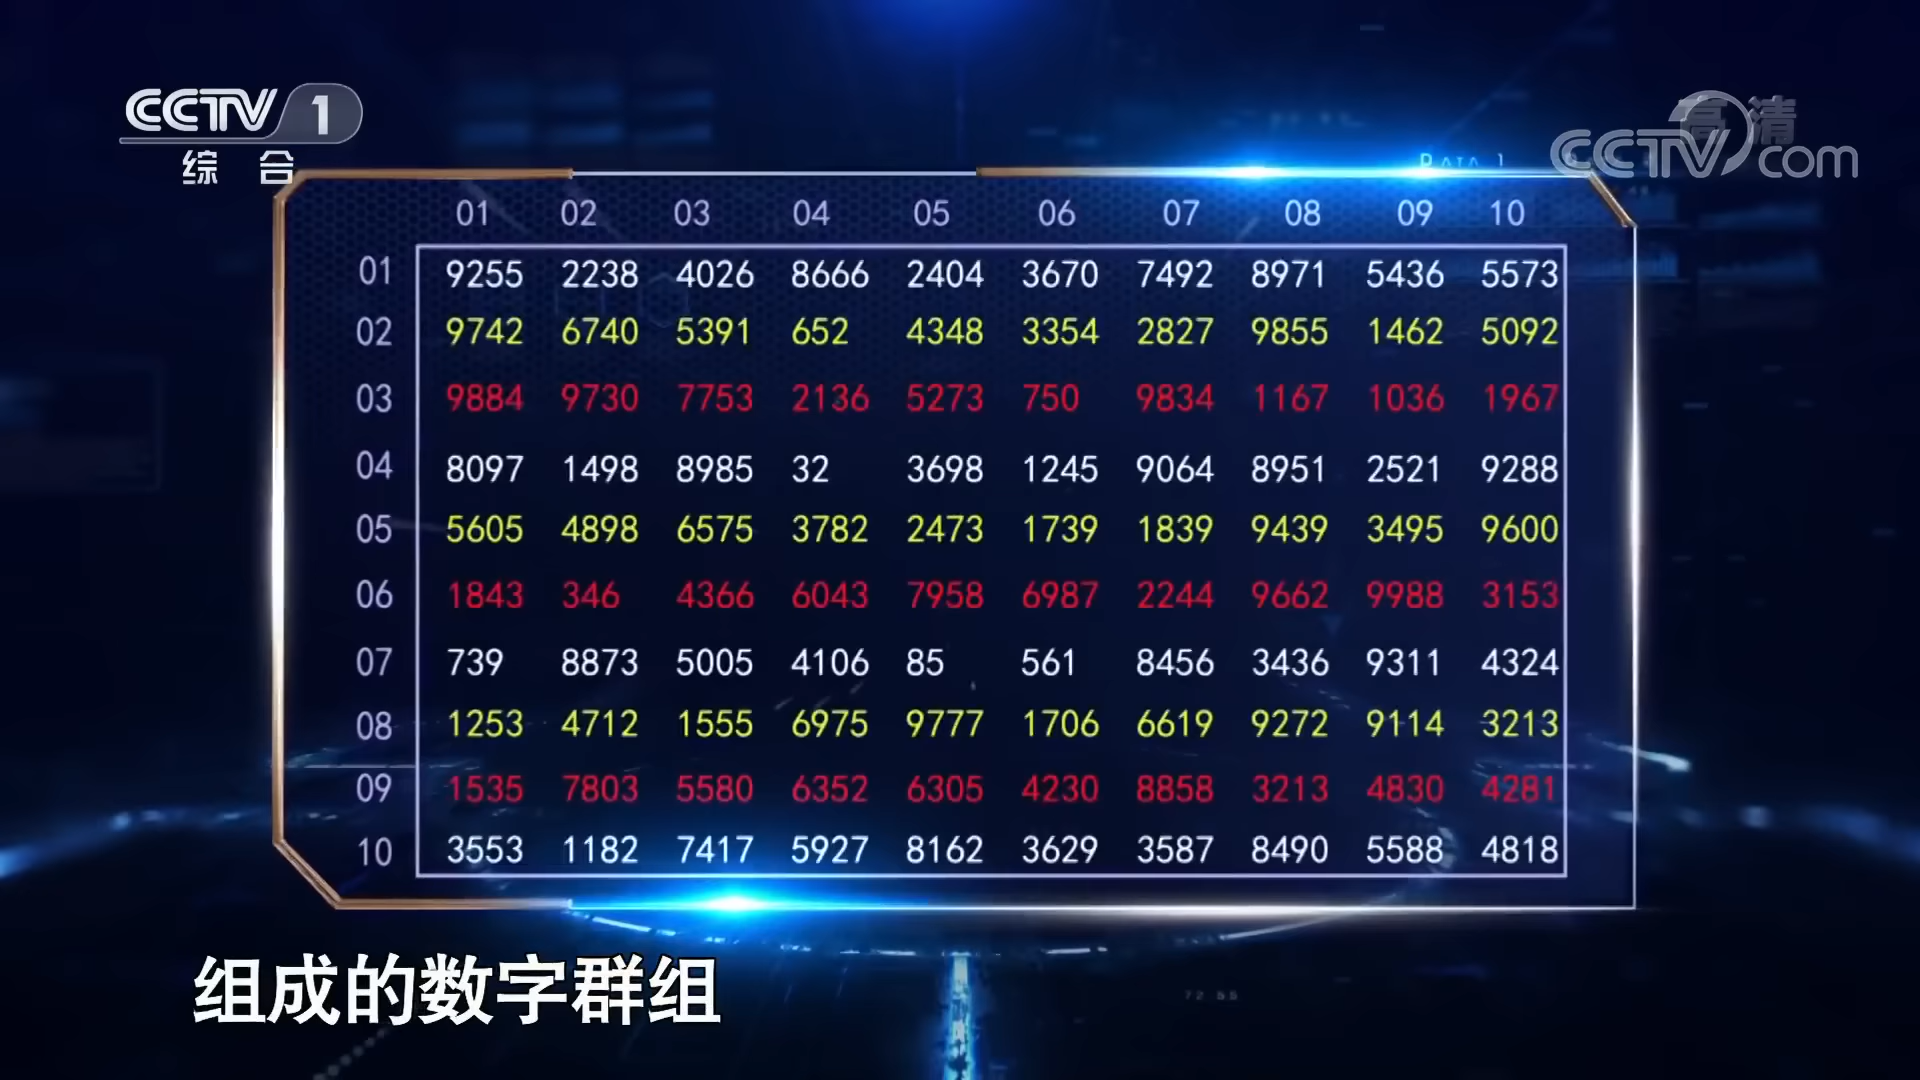 CCTV 1
综合
高清
CCTV com
DATA 1
01 02 03 04 05 06 07 08 09 10
01 9255 2238 4026 8666 2404 3670 7492 8971 5436 5573
02 9742 6740 5391 652 4348 3354 2827 9855 1462 5092
03 9884 9730 7753 2136 5273 750 9834 1167 1036 1967
04 8097 1498 8985 32 3698 1245 9064 8951 2521 9288
05 5605 4898 6575 3782 2473 1739 1839 9439 3495 9600
06 1843 346 4366 6043 7958 6987 2244 9662 9988 3153
07 739 8873 5005 4106 85 561 8456 3436 9311 4324
08 1253 4712 1555 6975 9777 1706 6619 9272 9114 3213
09 1535 7803 5580 6352 6305 4230 8858 3213 4830 4281
10 3553 1182 7417 5927 8162 3629 3587 8490 5588 4818
组成的数字群组